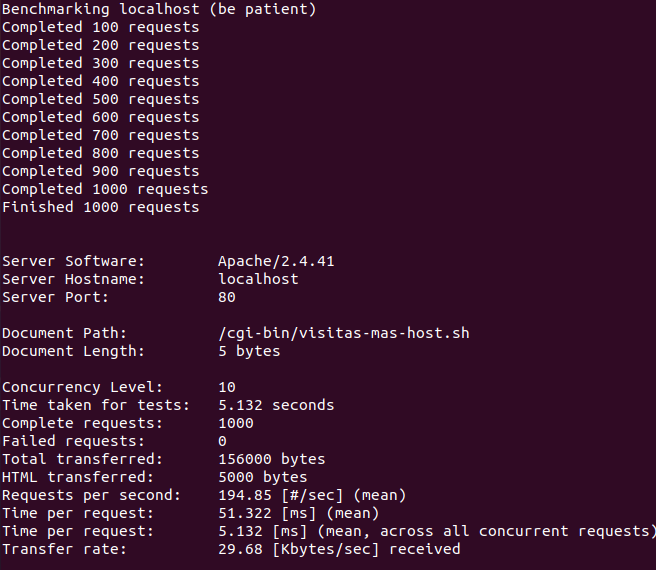 Benchmarking localhost (be patient)
Completed 100 requests
Completed 200 requests
Completed 300 requests
Completed 400 requests
Completed 500 requests
Completed 600 requests
Completed 700 requests
Completed 800 requests
Completed 900 requests
Completed 1000 requests
Finished 1000 requests
Server Software: Apache/2.4.41
Server Hostname: localhost
Server Port: 80
Document Path: /cgi-bin/visitas-mas-host.sh
Document Length: 5 bytes
Concurrency Level: 10
Time taken for tests: 5.132 seconds
Complete requests: 1000
Failed requests: 0
Total transferred: 156000 bytes
HTML transferred: 5000 bytes
Requests per second: 194.85 [#/sec] (mean)
Time per request: 51.322 [ms] (mean)
Time per request: 5.132 [ms] (mean, across all concurrent requests)
Transfer rate: 29.68 [Kbytes/sec] received